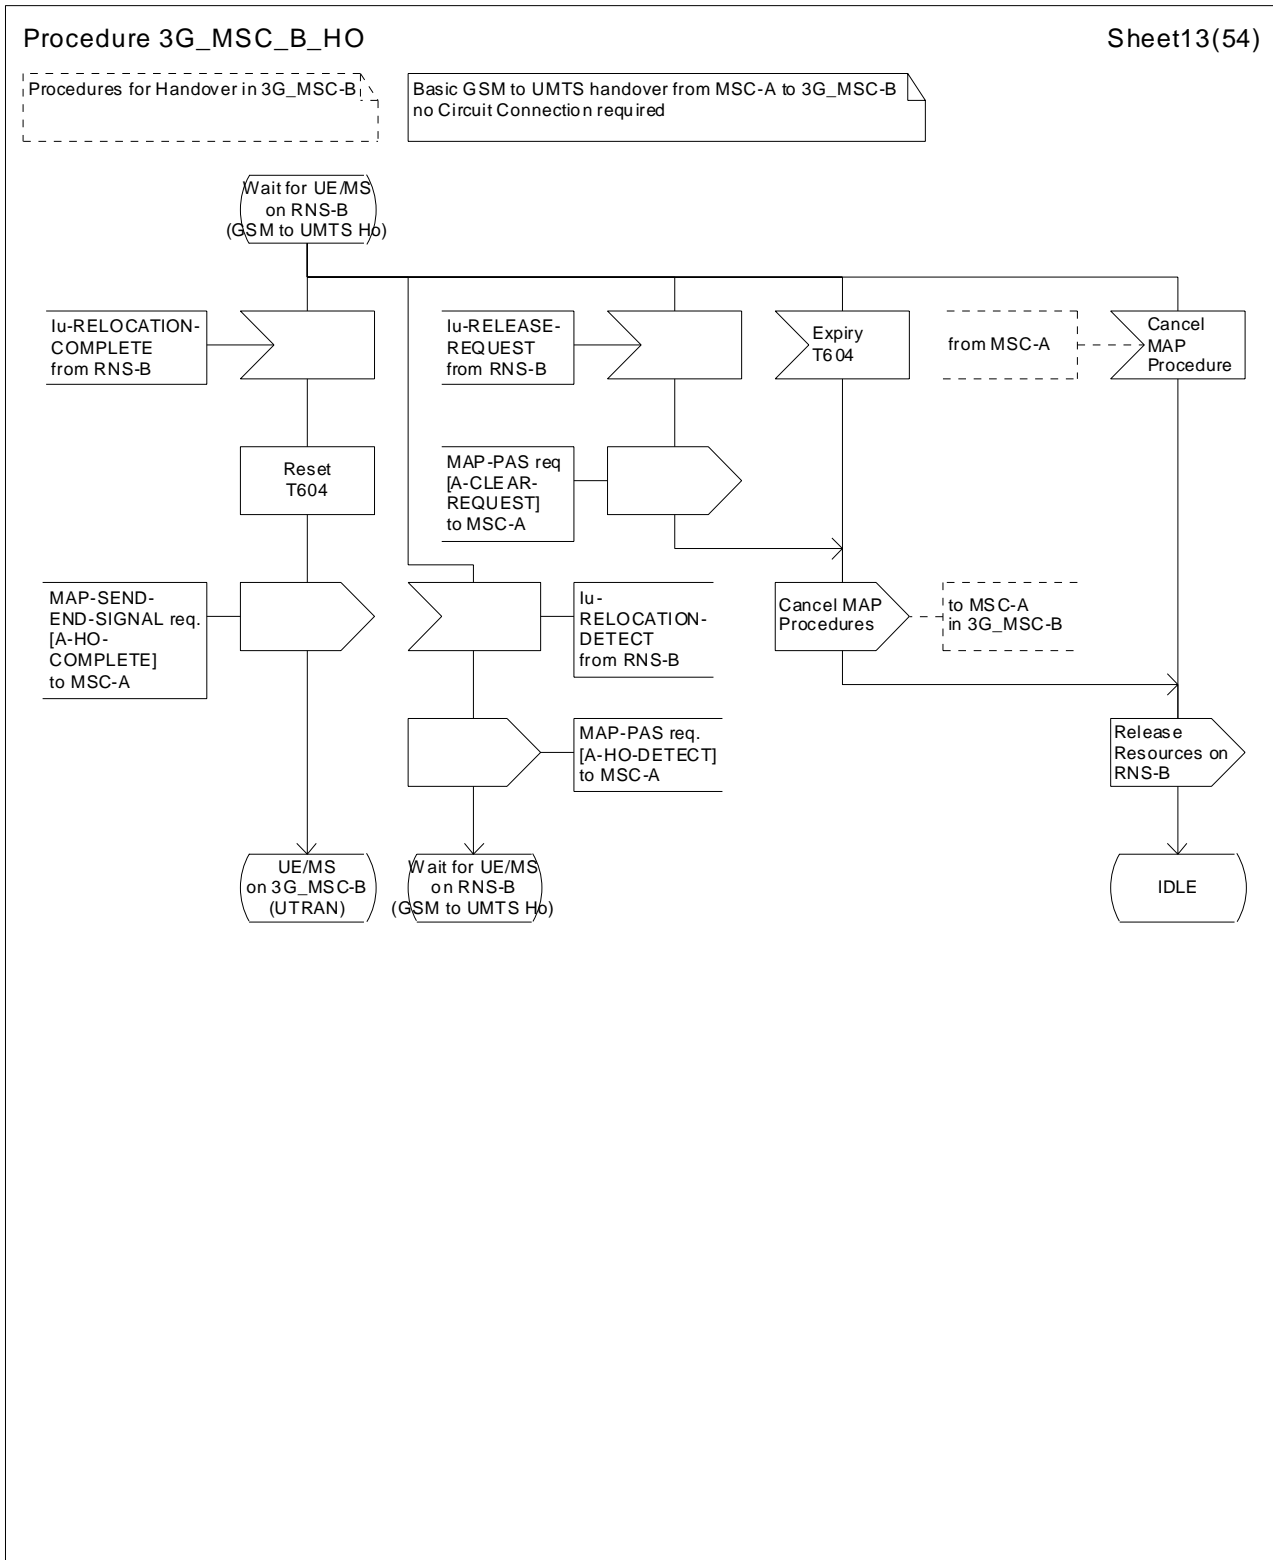 Procedure 3G_MSC_B_HO
Sheet13(54)
Procedures for Handover in 3G_MSC-B
Basic GSM to UMTS handover from MSC-A to 3G_MSC-B
no Circuit Connection required
Wait for UE/MS
on RNS-B
(GSM to UMTS Ho)
Iu-RELOCATION-
COMPLETE
from RNS-B
Iu-RELEASE-
REQUEST
from RNS-B
Expiry
T604
from MSC-A
Cancel
MAP
Procedure
Reset
T604
MAP-PAS req
[A-CLEAR-
REQUEST]
to MSC-A
MAP-SEND-
END-SIGNAL req.
[A-HO-
COMPLETE]
to MSC-A
Iu-
RELOCATION-
DETECT
from RNS-B
Cancel MAP
Procedures
to MSC-A
in 3G_MSC-B
MAP-PAS req.
[A-HO-DETECT]
to MSC-A
Release
Resources on
RNS-B
UE/MS
on 3G_MSC-B
(UTRAN)
Wait for UE/MS
on RNS-B
(GSM to UMTS Ho)
IDLE